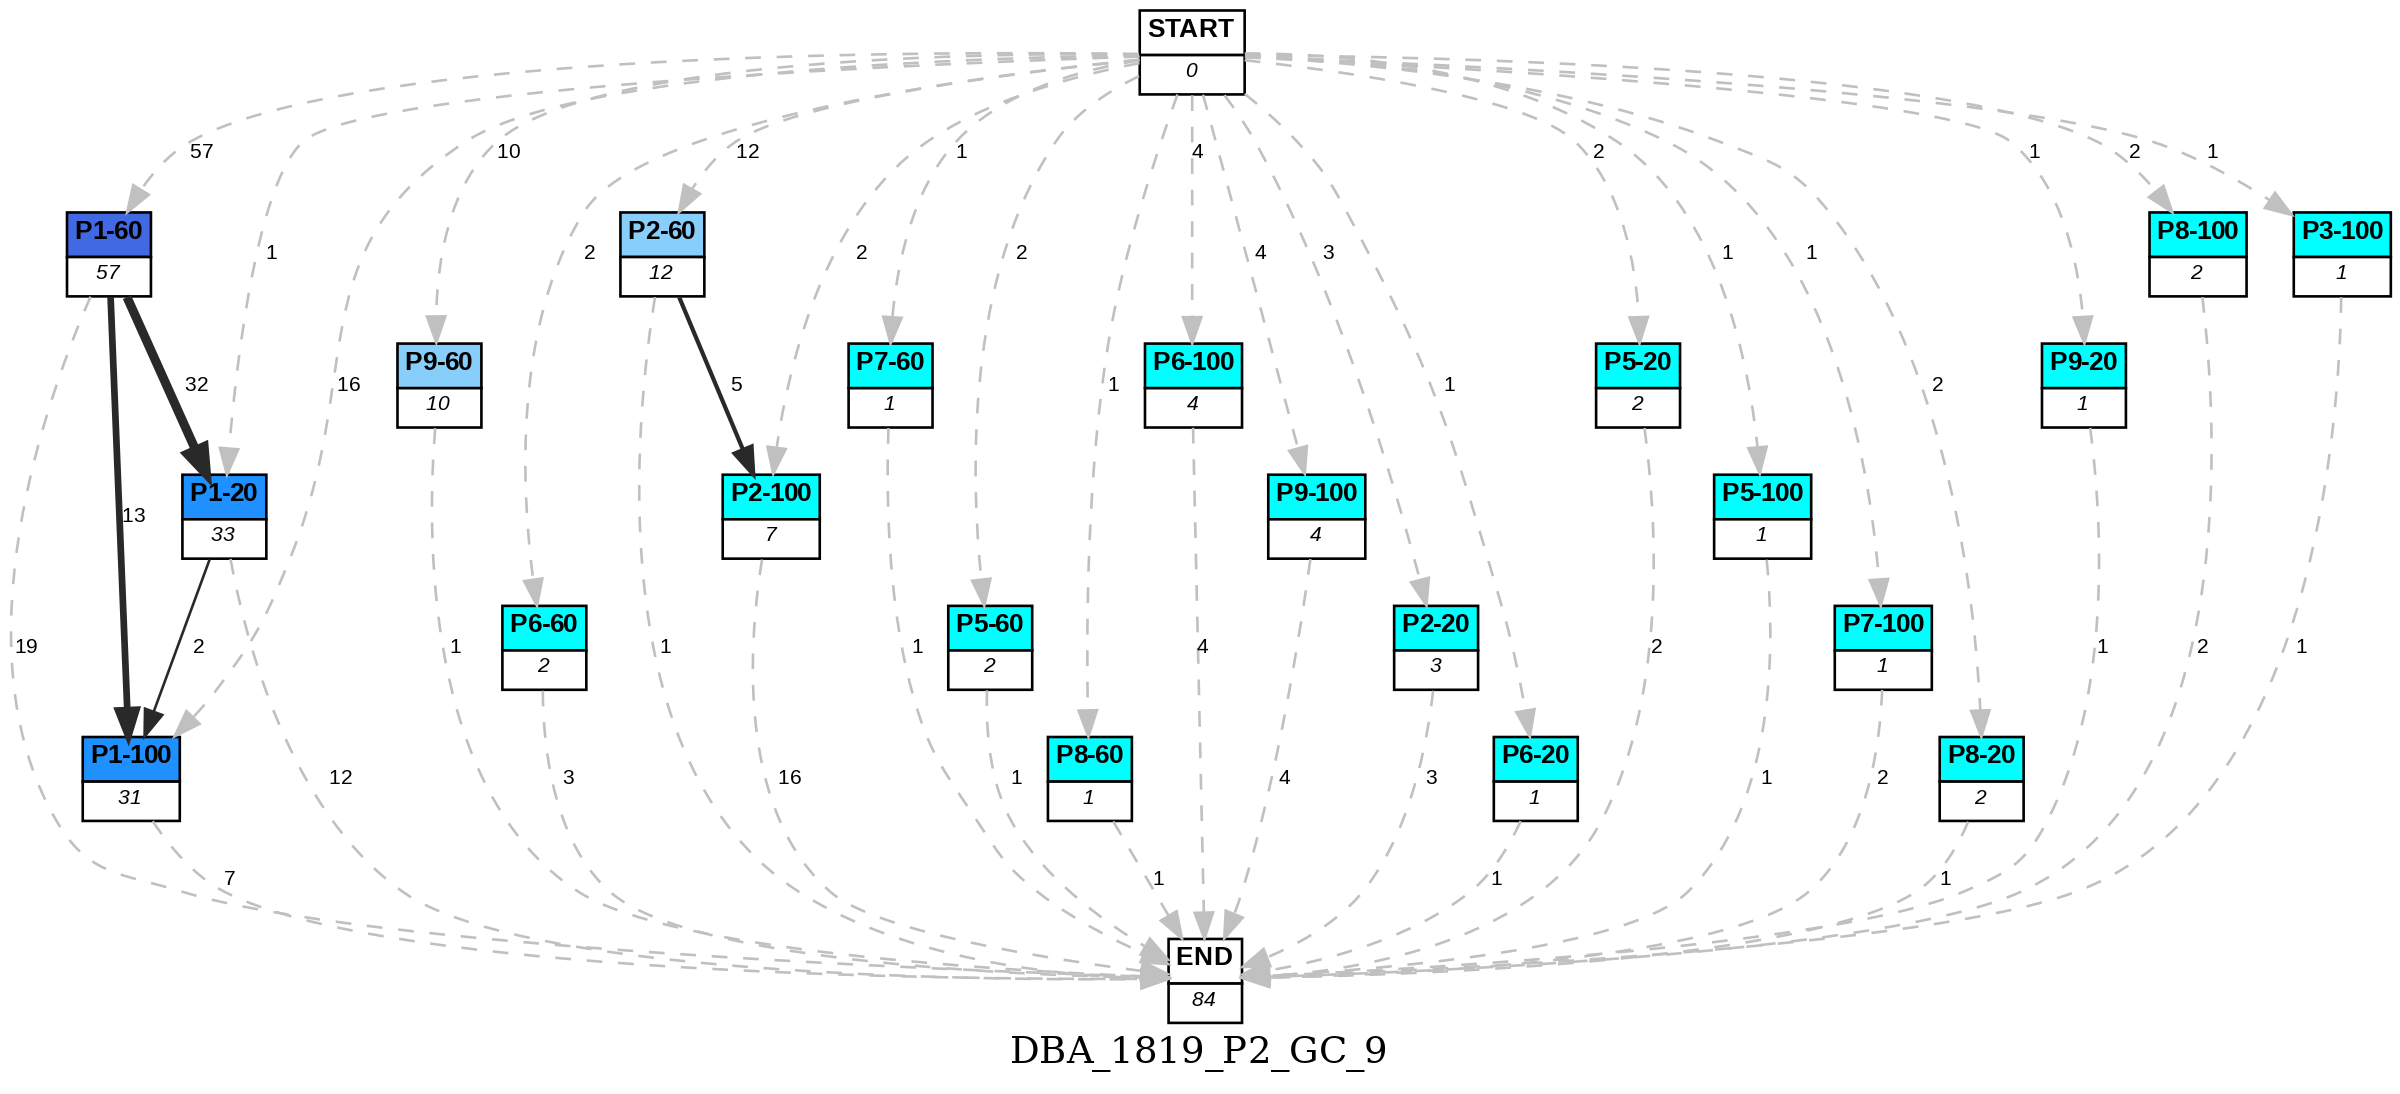 START
0
57
10
12
1
4
2
1
2
1
P1-60
57
1
2
P2-60
12
2
2
4
3
1
1
P8-100
2
P3-100
1
32
16
P9-60
10
5
P7-60
1
1
P6-100
4
1
P5-20
2
2
P9-20
1
13
P1-20
33
P2-100
7
P9-100
4
P5-100
1
19
2
1
P6-60
2
1
1
P5-60
2
4
P2-20
3
2
P7-100
1
1
2
1
P1-100
31
12
3
16
1
P8-60
1
4
3
P6-20
1
1
2
P8-20
2
7
1
1
1
END
84
DBA_1819_P2_GC_9